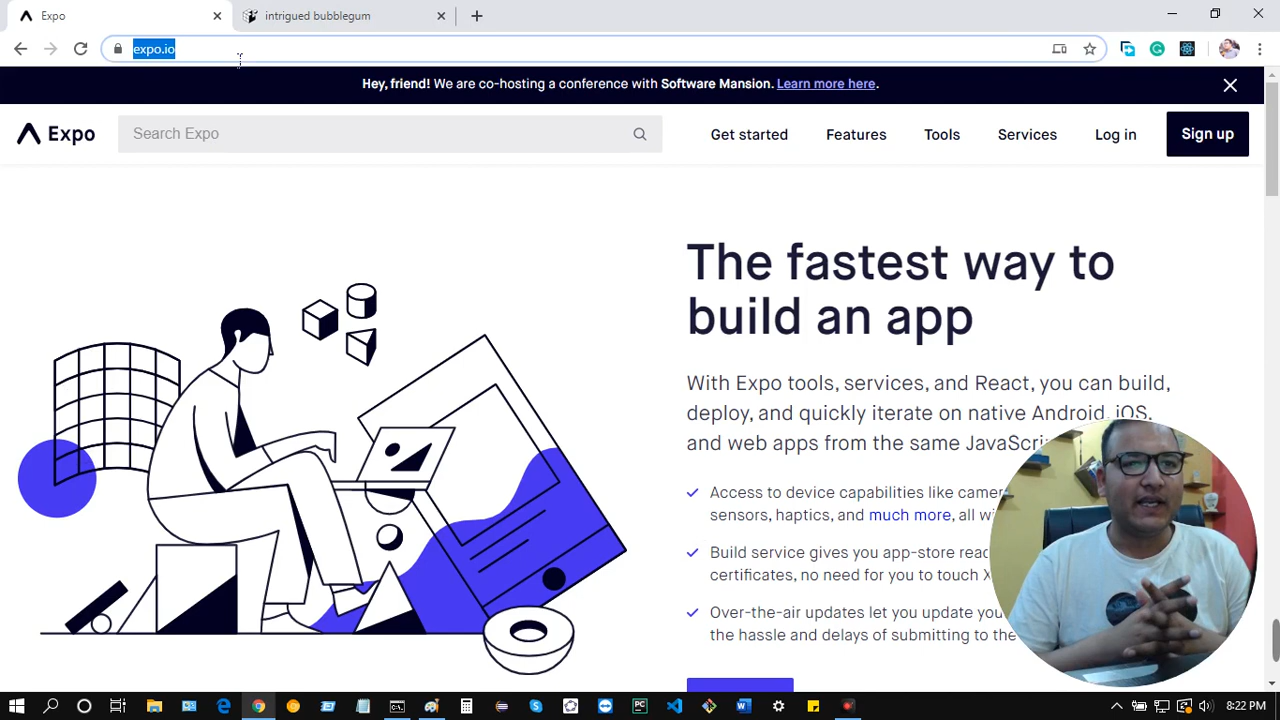 Expo
intrigued bubblegum
expo.io
Hey, friend! We are co-hosting a conference with Software Mansion. Learn more here.
Expo
Search Expo
Get started
Features
Tools
Services
Log in
Sign up
The fastest way to
build an app
With Expo tools, services, and React, you can build,
deploy, and quickly iterate on native Android, iOS,
and web apps from the same
Access to device capabilities like
sensors, haptics, and much more, all
Build service gives you app-store
certificates, no need for you to touch
Over-the-air updates let you update
the hassle and delays of submitting to the
8:22 PM